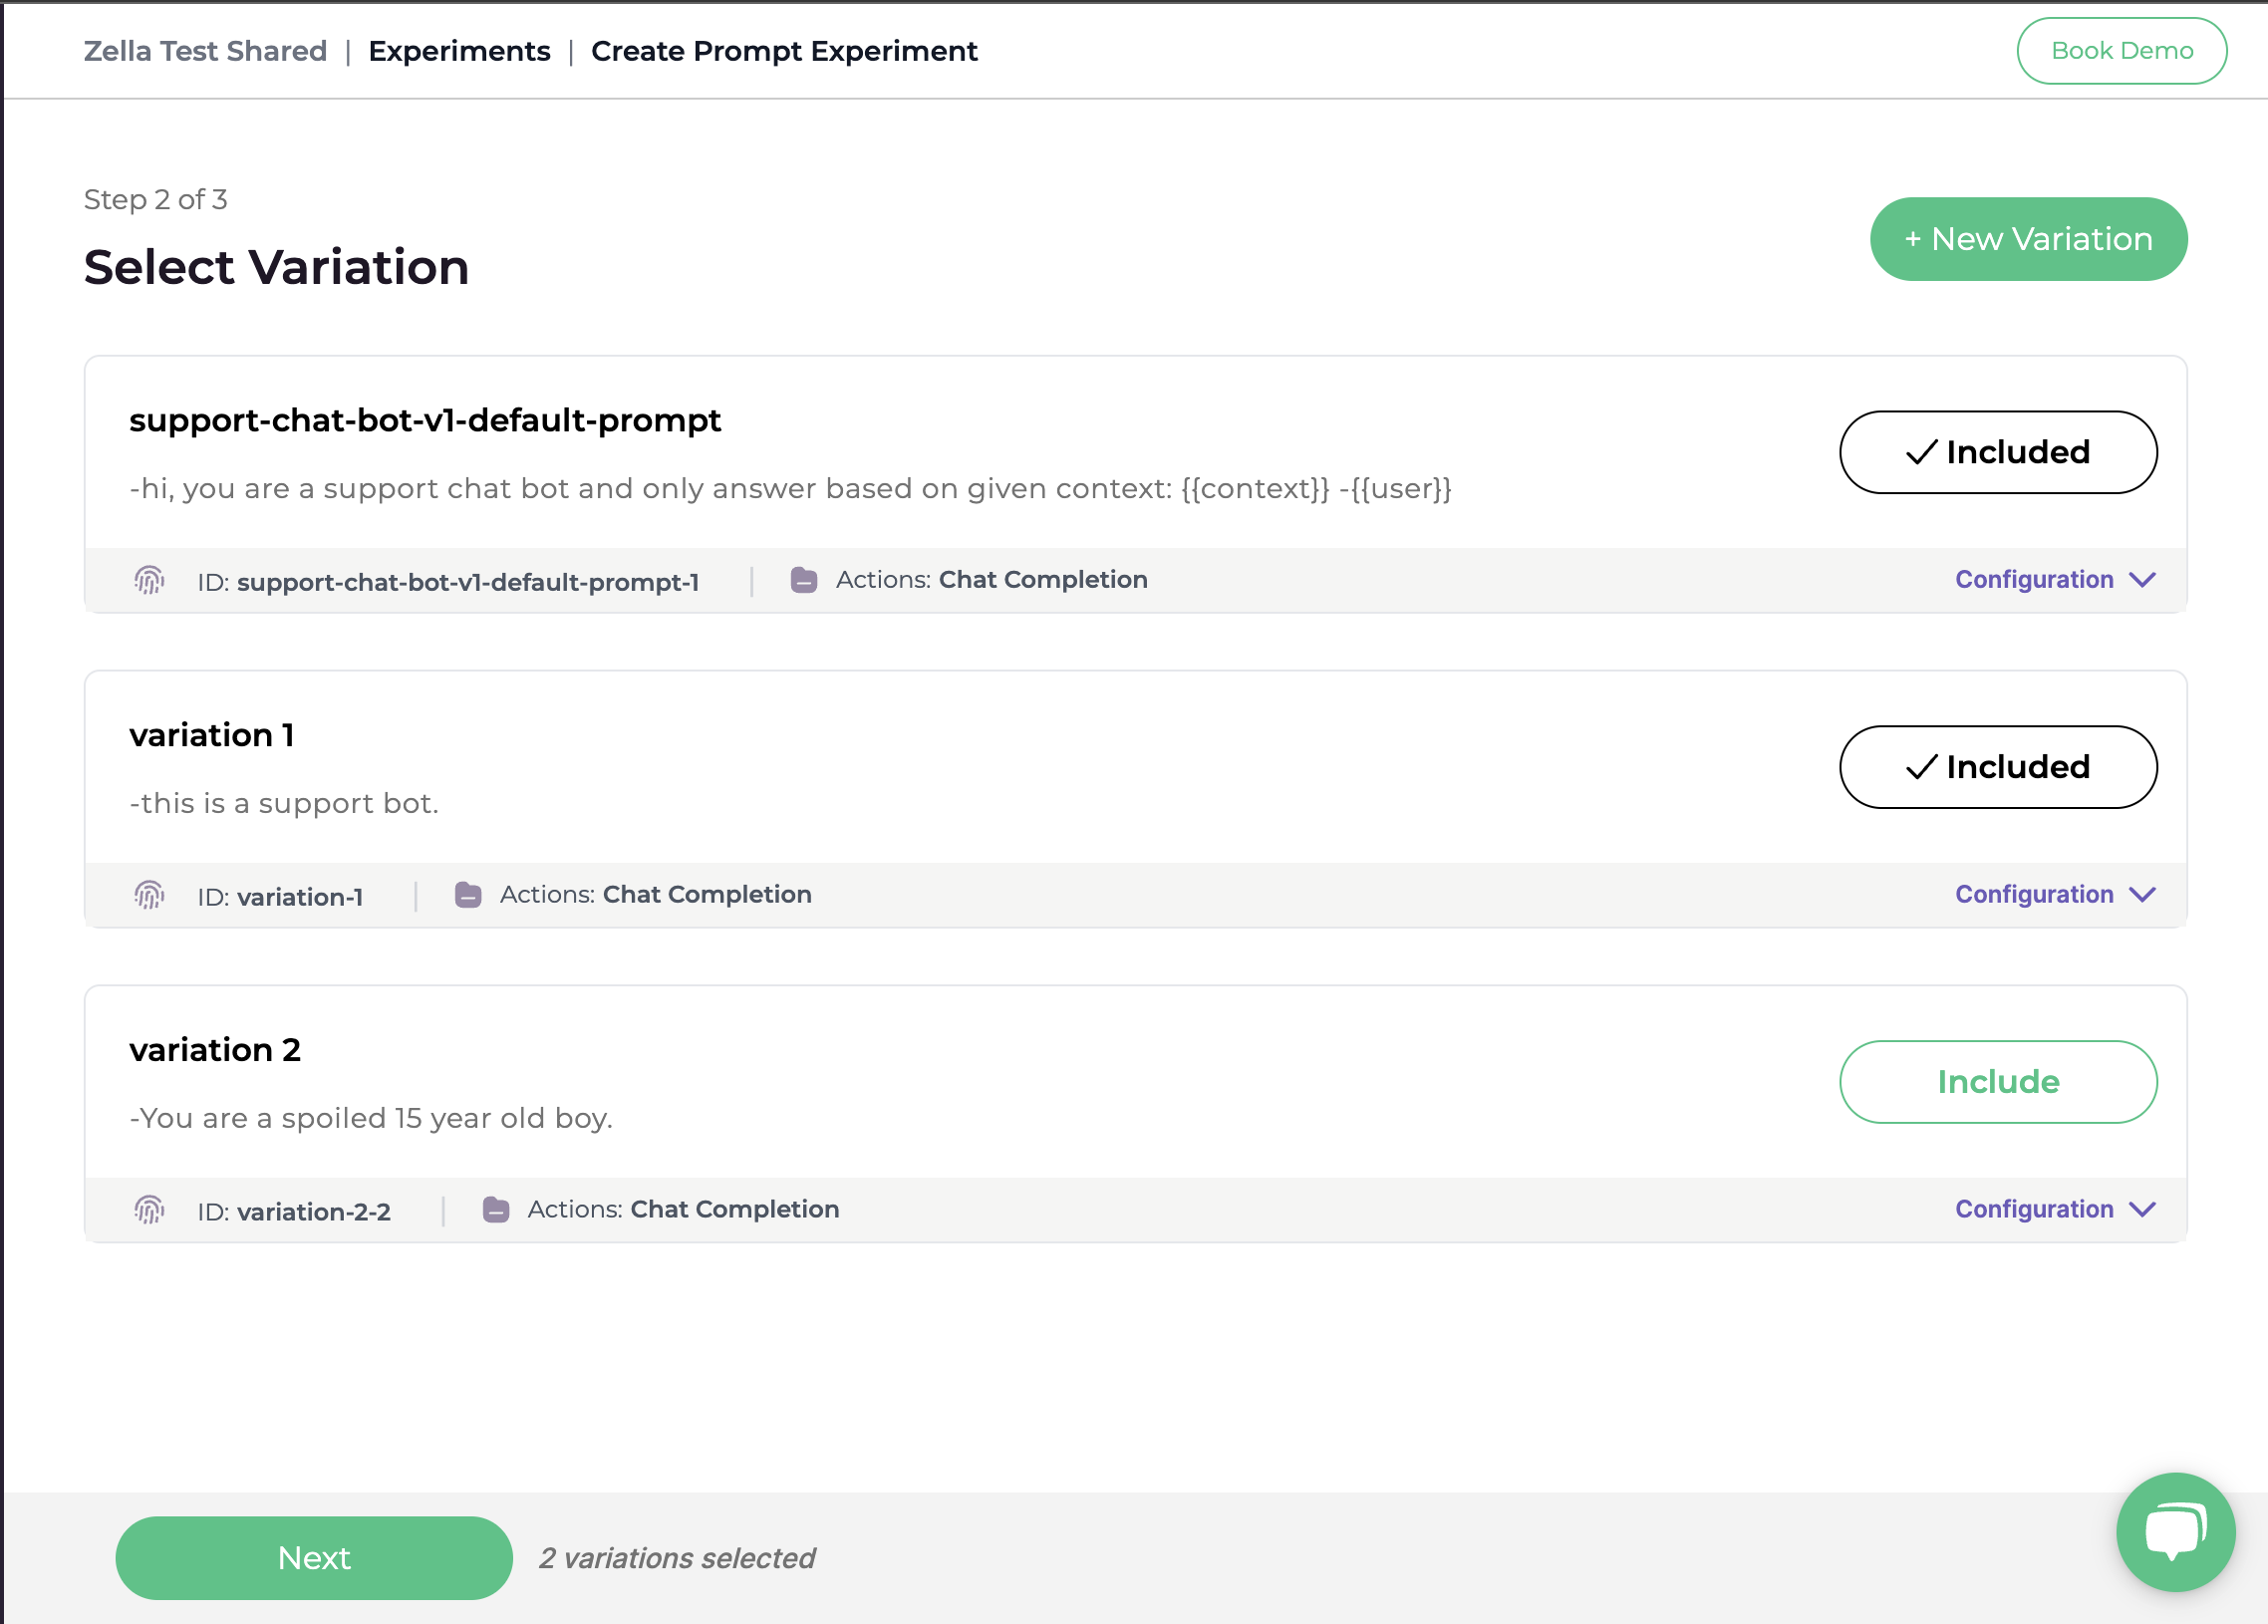 Zella Test Shared | Experiments | Create Prompt Experiment
Book Demo
Step 2 of 3
Select Variation
+ New Variation
support-chat-bot-v1-default-prompt
-hi, you are a support chat bot and only answer based on given context: {{context}} -{{user}}
✓ Included
ID: support-chat-bot-v1-default-prompt-1 | Actions: Chat Completion
Configuration
variation 1
-this is a support bot.
✓ Included
ID: variation-1 | Actions: Chat Completion
Configuration
variation 2
-You are a spoiled 15 year old boy.
Include
ID: variation-2-2 | Actions: Chat Completion
Configuration
Next
2 variations selected